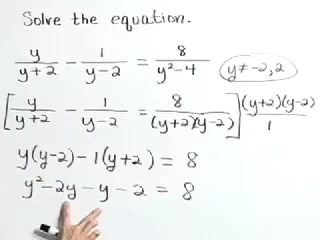 Solve the equation.
y/(y+2) - 1/(y-2) = 8/(y²-4)   y≠-2,2
[y/(y+2) - 1/(y-2) = 8/((y+2)(y-2))] (y+2)(y-2)/1
y(y-2)-1(y+2) = 8
y²-2y-y-2 = 8